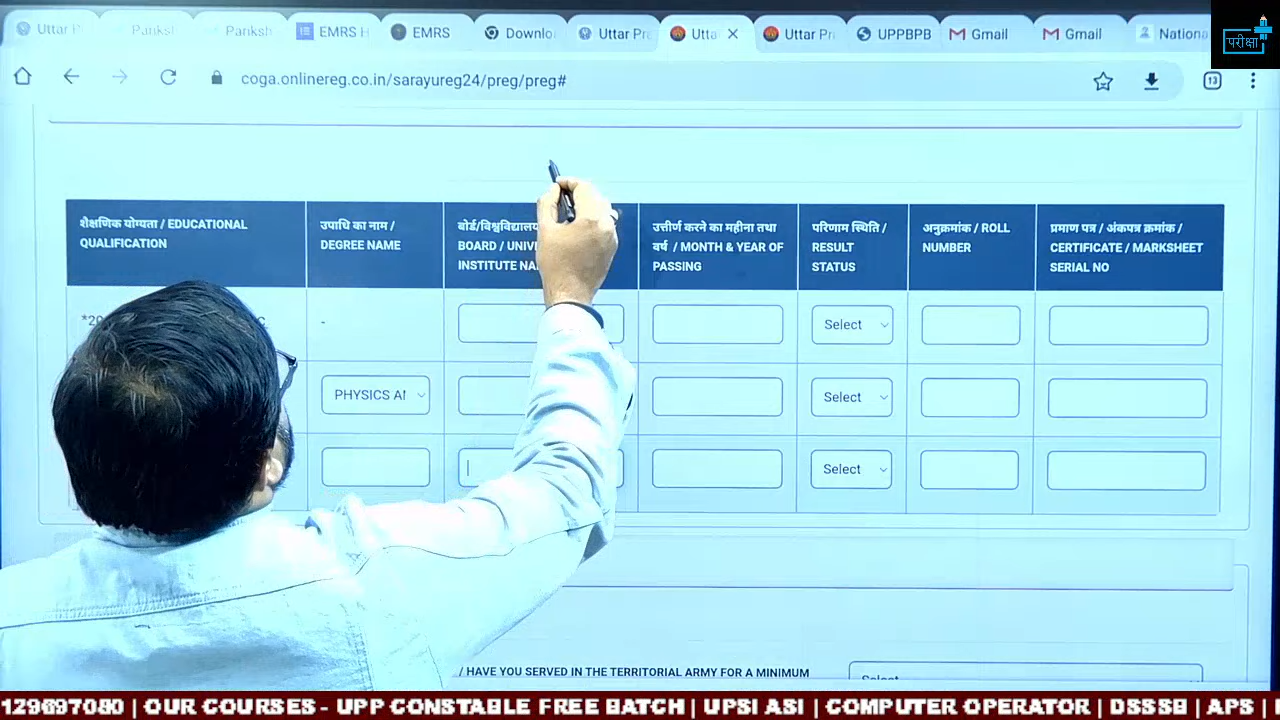 Uttar P
Pariksh
Pariksh
EMRS H
EMRS
Downlo
Uttar Pr
Utta
Uttar Pr
UPPBPB
Gmail
Gmail
Nationa
परीक्षा
coga.onlinereg.co.in/sarayureg24/preg/preg#
13
शैक्षणिक योग्यता / EDUCATIONAL
QUALIFICATION
उपाधि का नाम /
DEGREE NAME
बोर्ड/विश्वविद्यालय
BOARD /
INSTITUTE
उत्तीर्ण करने का महीना तथा
वर्ष / MONTH & YEAR OF
PASSING
परिणाम स्थिति /
RESULT
STATUS
अनुक्रमांक / ROLL
NUMBER
प्रमाण पत्र / अंकपत्र क्रमांक /
CERTIFICATE / MARKSHEET
SERIAL NO
-
Select
PHYSICS AN
Select
Select
/ HAVE YOU SERVED IN THE TERRITORIAL ARMY FOR A MINIMUM
Select
129697080 | OUR COURSES - UPP CONSTABLE FREE BATCH | UPSI ASI | COMPUTER OPERATOR | DSSSB | APS |